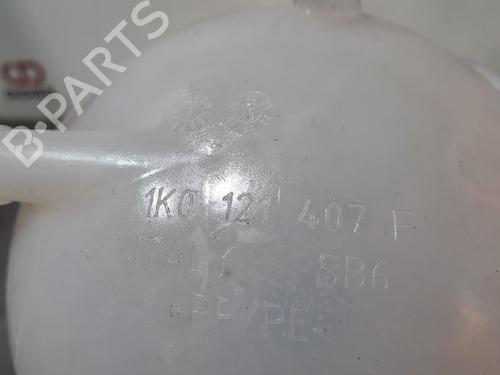 B-PARTS
1K0 121 407 F
ITALY SB6
>PP/PE<